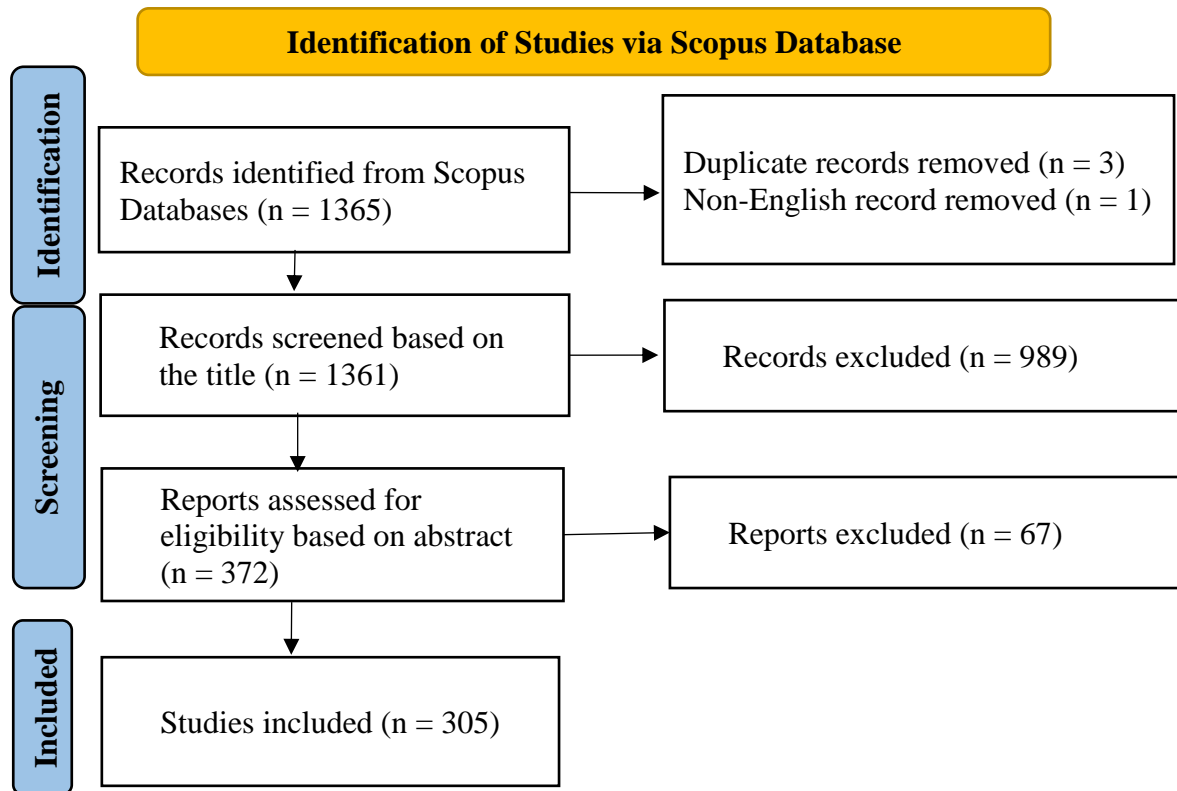 Identification of Studies via Scopus Database
Identification
Records identified from Scopus
Databases (n = 1365)
Duplicate records removed (n = 3)
Non-English record removed (n = 1)
Screening
Records screened based on
the title (n = 1361)
Records excluded (n = 989)
Reports assessed for
eligibility based on abstract
(n = 372)
Reports excluded (n = 67)
Included
Studies included (n = 305)